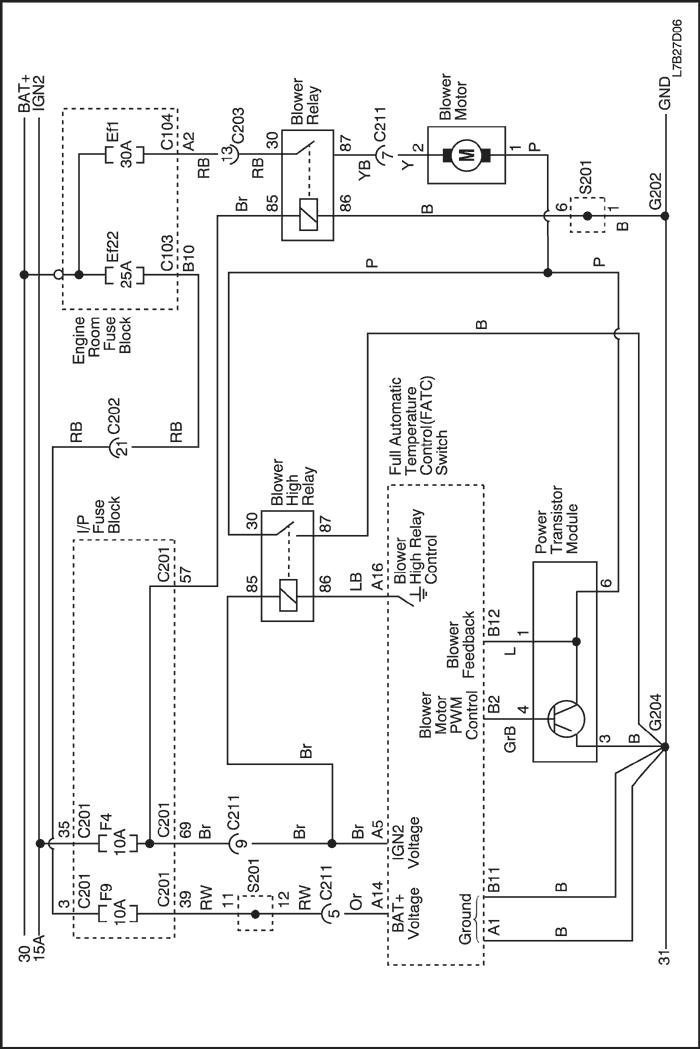 BAT+
IGN2
30
15A
L7B27D06
GND
31
Ef1
30A
C104
A2
RB
13
C203
RB
Blower
Relay
30
87
85
86
YB
C211
7
Y
Blower
Motor
2
M
1
P
Ef22
25A
C103
B10
Engine
Room
Fuse
Block
Br
B
6
S201
1
B
G202
P
P
B
RB
C202
21
RB
I/P
Fuse
Block
C201
57
Blower
High
Relay
30
87
85
86
LB
A16
Full Automatic
Temperature
Control(FATC)
Switch
Blower
High Relay
Control
Power
Transistor
Module
Blower
Feedback
B12
L
1
6
Blower
Motor
PWM
Control
B2
GrB
4
3
B
G204
Br
35
C201
F4
10A
C201
69
Br
C211
9
Br
Br
A5
IGN2
Voltage
3
C201
F9
10A
C201
39
RW
11
S201
12
RW
C211
5
Or
A14
BAT+
Voltage
Ground
B11
B
A1
B